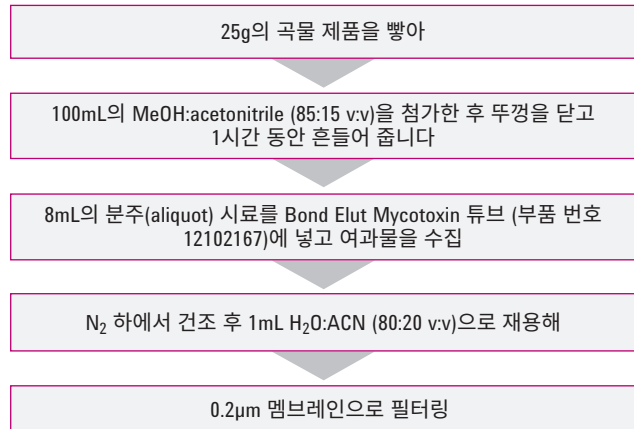 25g의 곡물 제품을 빻아
100mL의 MeOH:acetonitrile (85:15 v:v)을 첨가한 후 뚜껑을 닫고
1시간 동안 흔들어 줍니다
8mL의 분주(aliquot) 시료를 Bond Elut Mycotoxin 튜브 (부품 번호
12102167)에 넣고 여과물을 수집
N₂ 하에서 건조 후 1mL H₂O:ACN (80:20 v:v)으로 재용해
0.2µm 멤브레인으로 필터링